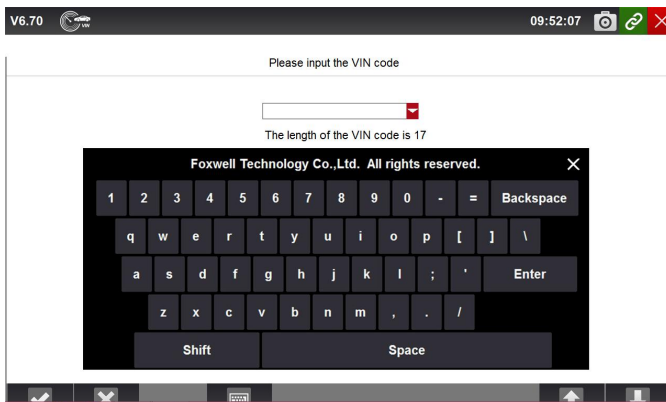 V6.70 VIN 09:52:07
Please input the VIN code
The length of the VIN code is 17
Foxwell Technology Co.,Ltd. All rights reserved.
1 2 3 4 5 6 7 8 9 0 - = Backspace
q w e r t y u i o p [ ] \
a s d f g h j k l ; ' Enter
z x c v b n m , . /
Shift Space